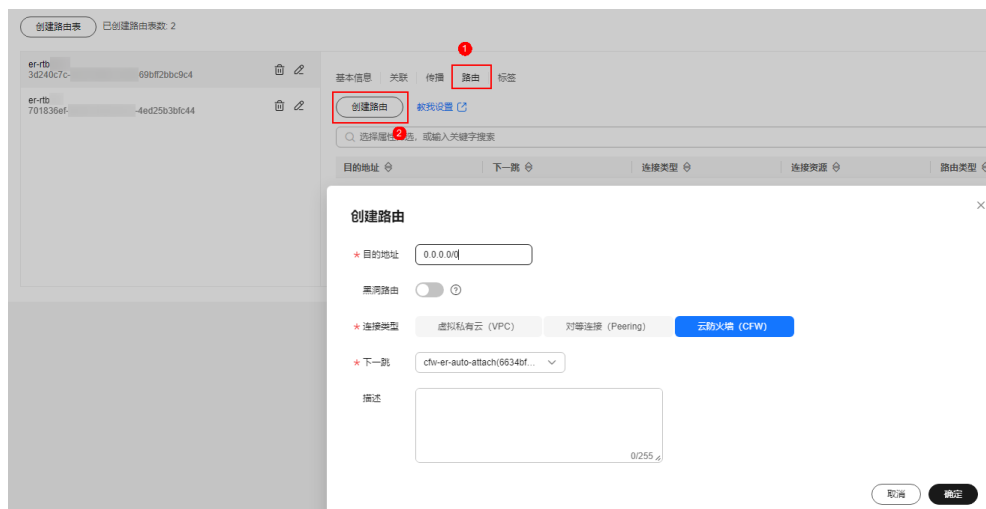 创建路由表 已创建路由表数: 2
er-rtb
3d240c7c- 69bff2bbc9c4
er-rtb
701836ef- -4ed25b3bfc44
1
基本信息 关联 传播 路由 标签
创建路由 教我设置
2
选择属性 选，或输入关键字搜索
目的地址 下一跳 连接类型 连接资源 路由类型
创建路由
* 目的地址 0.0.0.0/0
黑洞路由
* 连接类型 虚拟私有云（VPC） 对等连接（Peering） 云防火墙（CFW）
* 下一跳 cfw-er-auto-attach(6634bf...
描述
0/255
取消 确定